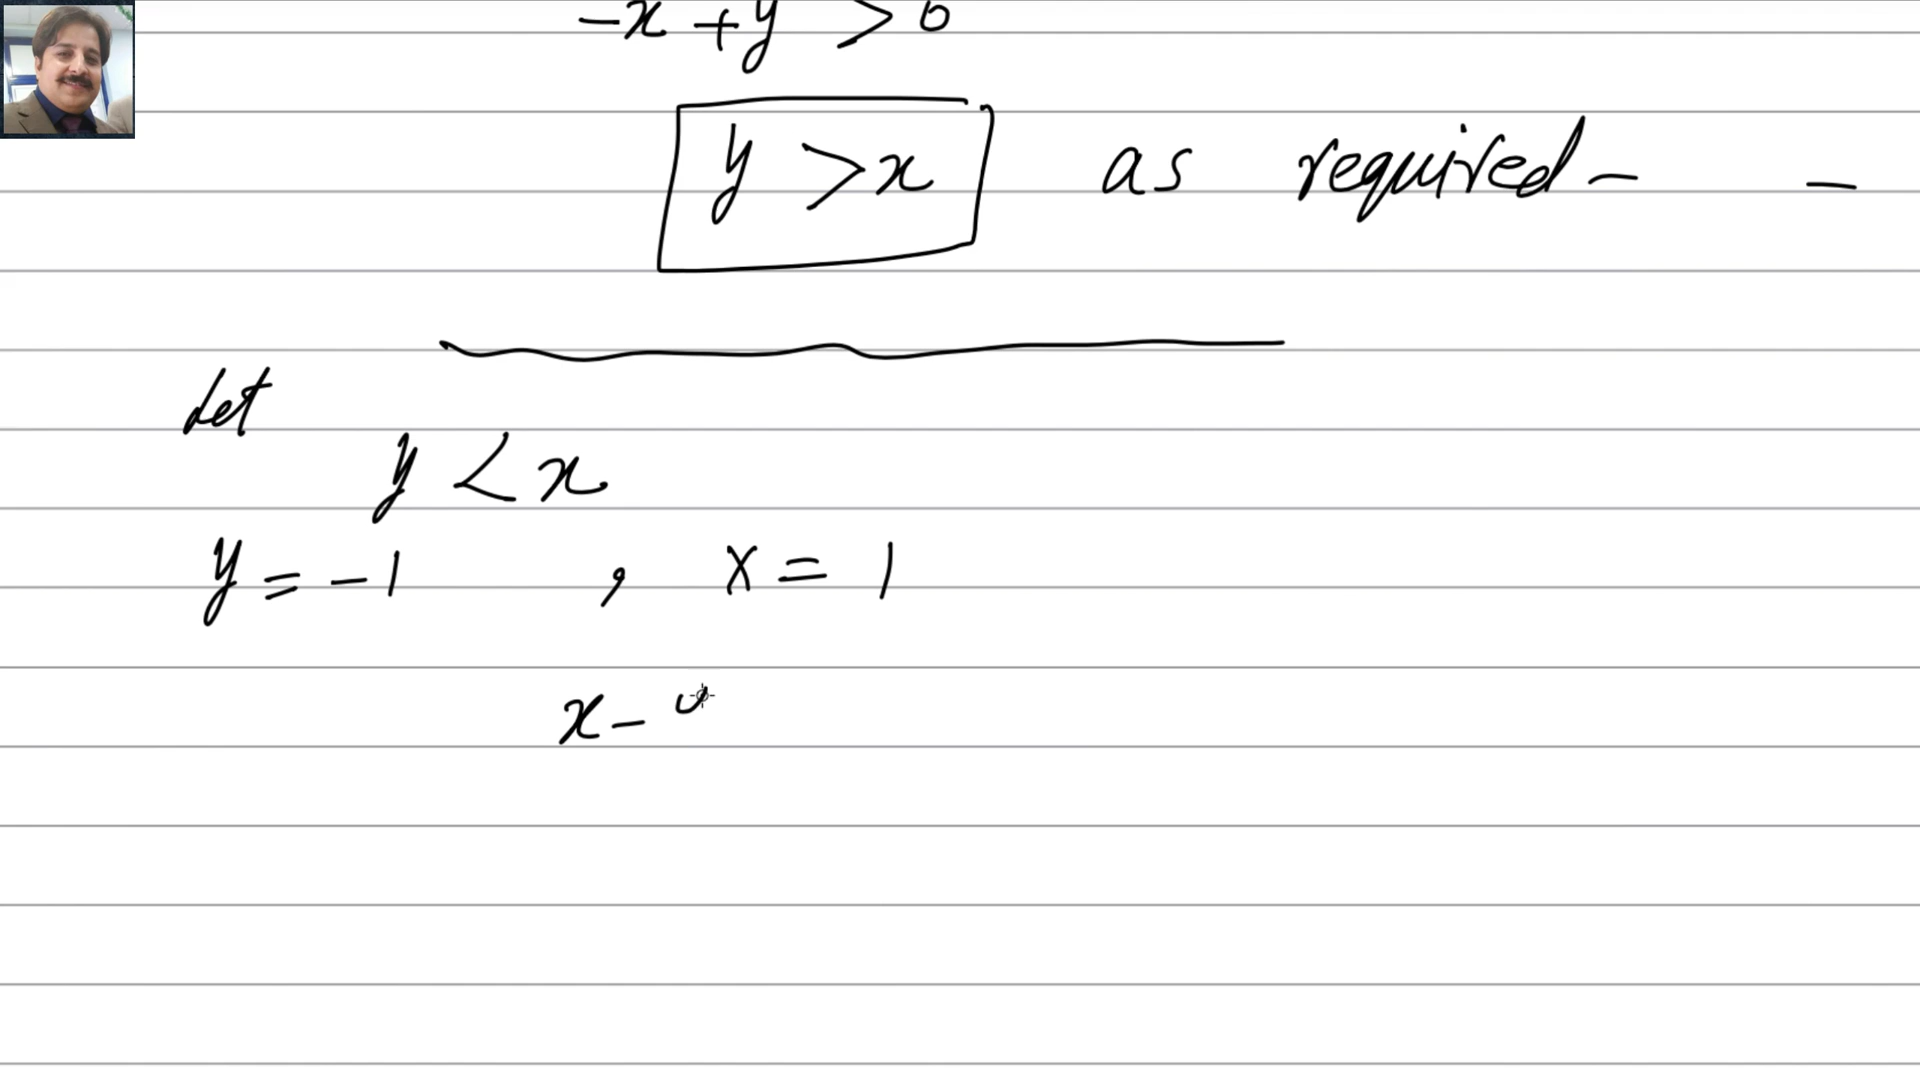 -x + y > 0
y > x as required - -
Let
y < x
y = -1 , x = 1
x -